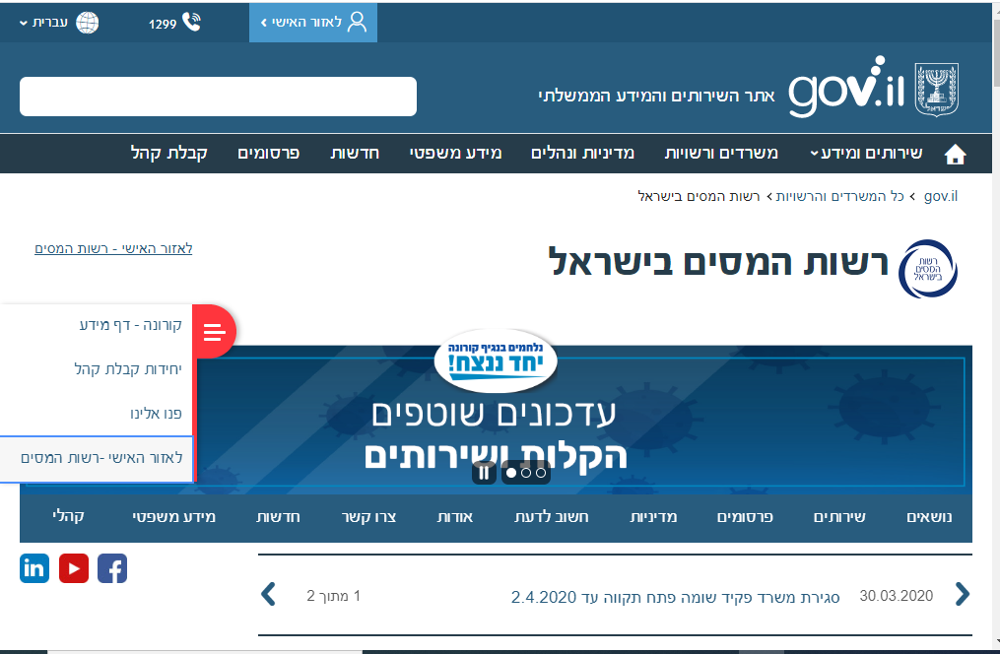 לאזור האישי
1299
עברית
gov.il
אתר השירותים והמידע הממשלתי
שירותים ומידע
משרדים ורשויות
מדיניות ונהלים
מידע משפטי
חדשות
פרסומים
קבלת קהל
gov.il › כל המשרדים והרשויות › רשות המסים בישראל
רשות
המסים
בישראל
רשות המסים בישראל
לאזור האישי - רשות המסים
קורונה - דף מידע
יחידות קבלת קהל
פנו אלינו
לאזור האישי -רשות המסים
נלחמים בנגיף קורונה
יחד ננצח!
עדכונים שוטפים
הקלות ושירותים
נושאים
שירותים
פרסומים
מדיניות
חשוב לדעת
אודות
צרו קשר
חדשות
מידע משפטי
קהלי
30.03.2020
סגירת משרד פקיד שומה פתח תקווה עד 2.4.2020
1 מתוך 2
in
f